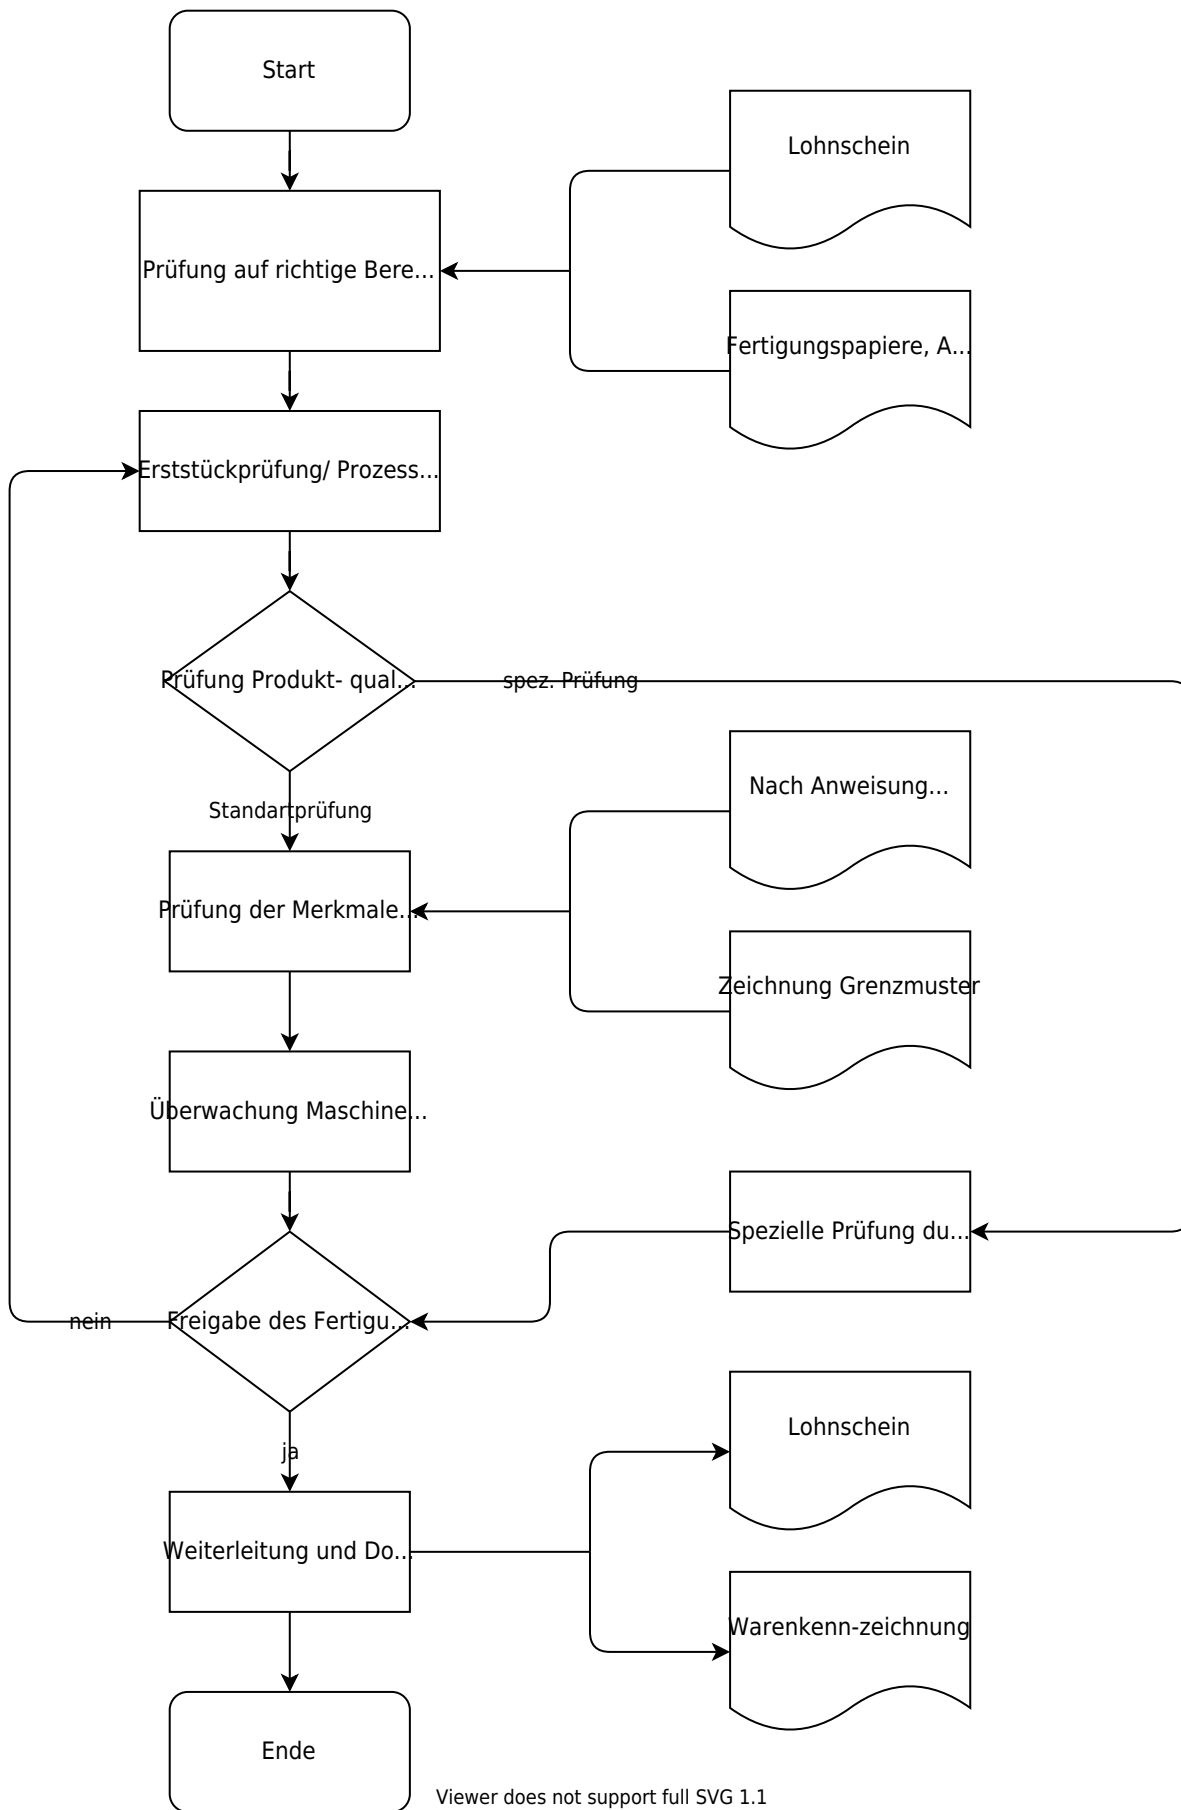 Start
Lohnschein
Prüfung auf richtige Bere...
Fertigungspapiere, A...
Erststückprüfung/ Prozess...
Prüfung Produkt- qual...
spez. Prüfung
Nach Anweisung...
Standartprüfung
Prüfung der Merkmale...
Zeichnung Grenzmuster
Überwachung Maschine...
Spezielle Prüfung du...
nein
Freigabe des Fertigu...
Lohnschein
ja
Weiterleitung und Do...
Warenkenn-zeichnung
Ende
Viewer does not support full SVG 1.1